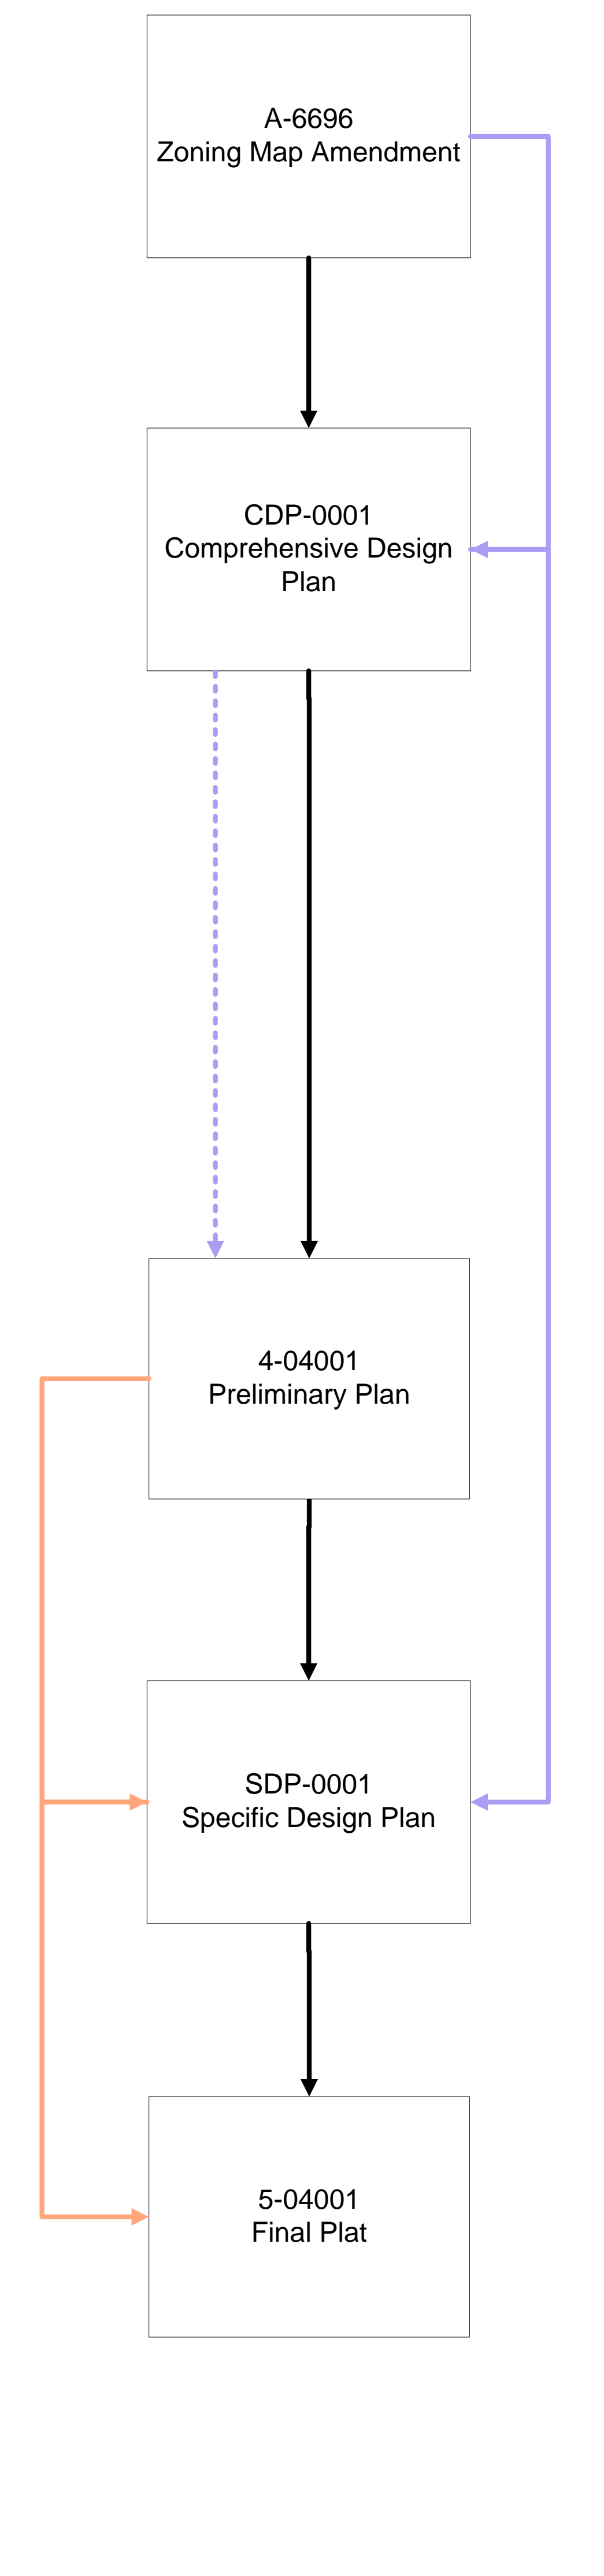 A-6696
Zoning Map Amendment
CDP-0001
Comprehensive Design
Plan
4-04001
Preliminary Plan
SDP-0001
Specific Design Plan
5-04001
Final Plat